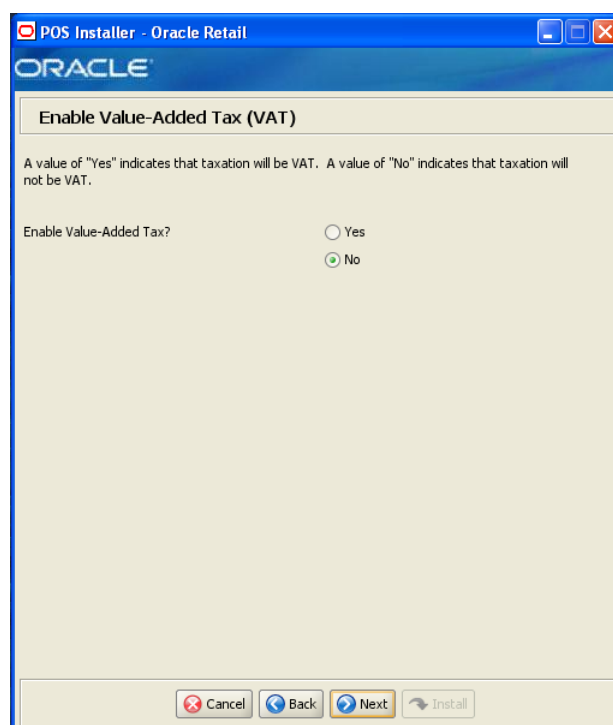 POS Installer - Oracle Retail
ORACLE
Enable Value-Added Tax (VAT)
A value of "Yes" indicates that taxation will be VAT. A value of "No" indicates that taxation will
not be VAT.
Enable Value-Added Tax?
Yes
No
Cancel Back Next Install